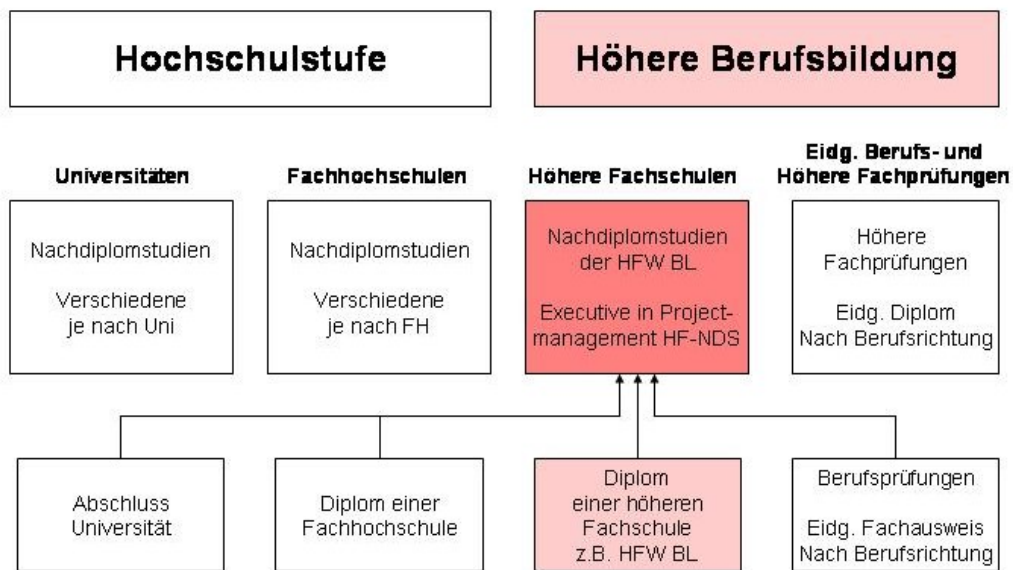 Hochschulstufe
Höhere Berufsbildung
Universitäten
Fachhochschulen
Höhere Fachschulen
Eidg. Berufs- und
Höhere Fachprüfungen
Nachdiplomstudien
Verschiedene
je nach Uni
Nachdiplomstudien
Verschiedene
je nach FH
Nachdiplomstudien
der HFW BL
Executive in Project-
management HF-NDS
Höhere
Fachprüfungen
Eidg. Diplom
Nach Berufsrichtung
Abschluss
Universität
Diplom einer
Fachhochschule
Diplom
einer höheren
Fachschule
z.B. HFW BL
Berufsprüfungen
Eidg. Fachausweis
Nach Berufsrichtung